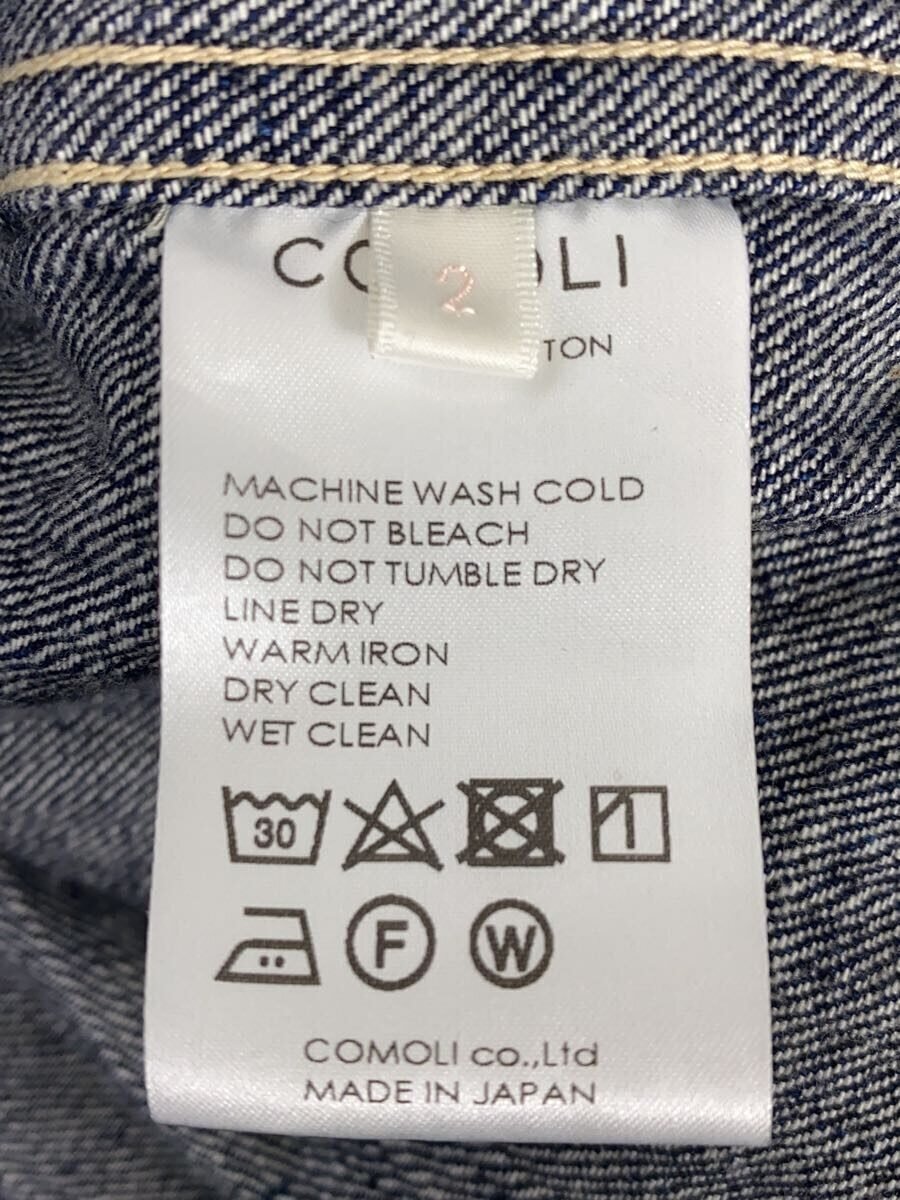 2
MACHINE WASH COLD
DO NOT BLEACH
DO NOT TUMBLE DRY
LINE DRY
WARM IRON
DRY CLEAN
WET CLEAN
30
F W
COMOLI co.,Ltd
MADE IN JAPAN